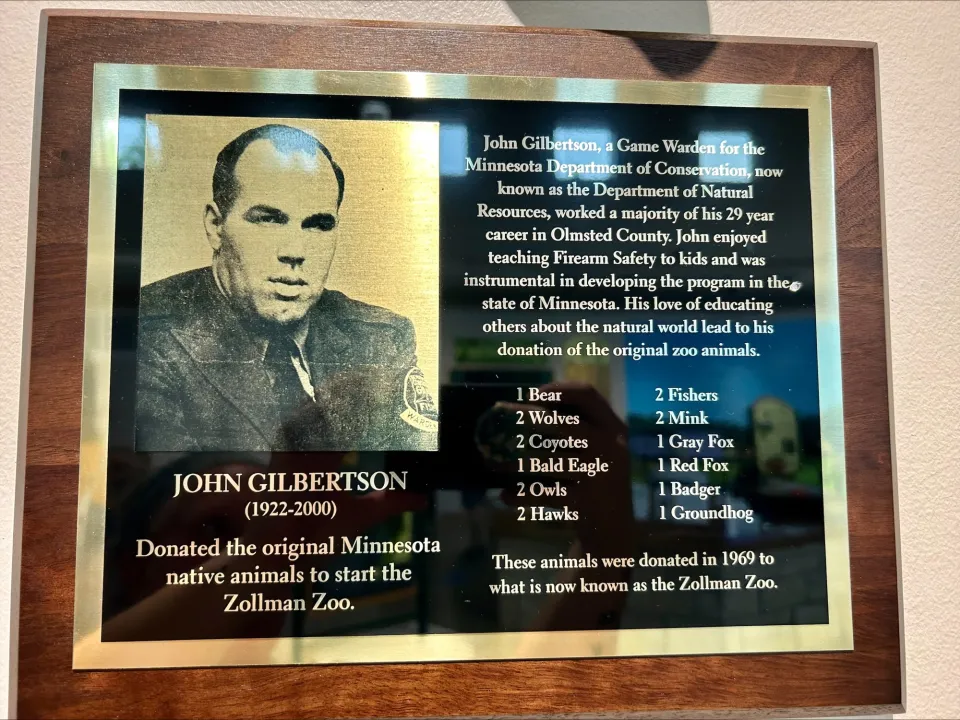 WARDEN
JOHN GILBERTSON
(1922-2000)
Donated the original Minnesota
native animals to start the
Zollman Zoo.
John Gilbertson, a Game Warden for the
Minnesota Department of Conservation, now
known as the Department of Natural
Resources, worked a majority of his 29 year
career in Olmsted County. John enjoyed
teaching Firearm Safety to kids and was
instrumental in developing the program in the
state of Minnesota. His love of educating
others about the natural world lead to his
donation of the original zoo animals.
1 Bear
2 Wolves
2 Coyotes
1 Bald Eagle
2 Owls
2 Hawks
2 Fishers
2 Mink
1 Gray Fox
1 Red Fox
1 Badger
1 Groundhog
These animals were donated in 1969 to
what is now known as the Zollman Zoo.